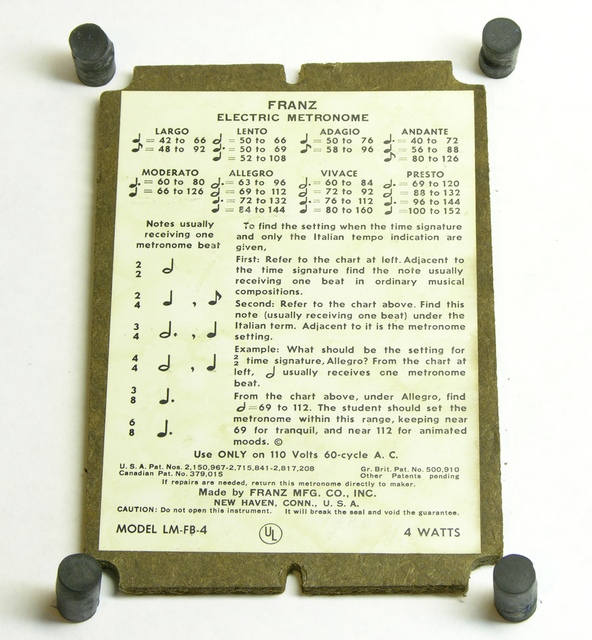 FRANZ
ELECTRIC METRONOME
LARGO LENTO ADAGIO ANDANTE
= 42 to 66 = 50 to 66 = 50 to 76 = 40 to 72
= 48 to 92 = 50 to 69 = 58 to 96 = 56 to 88
= 52 to 108 = 80 to 126
MODERATO ALLEGRO VIVACE PRESTO
= 60 to 80 = 63 to 96 = 60 to 84 = 69 to 120
= 66 to 126 = 69 to 112 = 72 to 92 = 88 to 132
= 72 to 132 = 76 to 112 = 96 to 144
= 84 to 144 = 80 to 160 = 100 to 152
Notes usually
receiving one
metronome beat
2
2
2
4
,
3
4
,
4
4
,
3
8
6
8
To find the setting when the time signature
and only the Italian tempo indication are
given,
First: Refer to the chart at left. Adjacent to
the time signature find the note usually
receiving one beat in ordinary musical
compositions.
Second: Refer to the chart above. Find this
note (usually receiving one beat) under the
Italian term. Adjacent to it is the metronome
setting.
Example: What should be the setting for
2/2 time signature, Allegro? From the chart at
left, usually receives one metronome
beat.
From the chart above, under Allegro, find
=69 to 112. The student should set the
metronome within this range, keeping near
69 for tranquil, and near 112 for animated
moods. ©
Use ONLY on 110 Volts 60-cycle A. C.
U. S. A. Pat. Nos. 2,150,967-2,715,841-2,817,208 Gr. Brit. Pat. No. 500,910
Canadian Pat. No. 379,015 Other Patents pending
If repairs are needed, return this metronome directly to maker.
Made by FRANZ MFG. CO., INC.
NEW HAVEN, CONN., U. S. A.
CAUTION: Do not open this instrument. It will break the seal and void the guarantee.
MODEL LM-FB-4 UL 4 WATTS